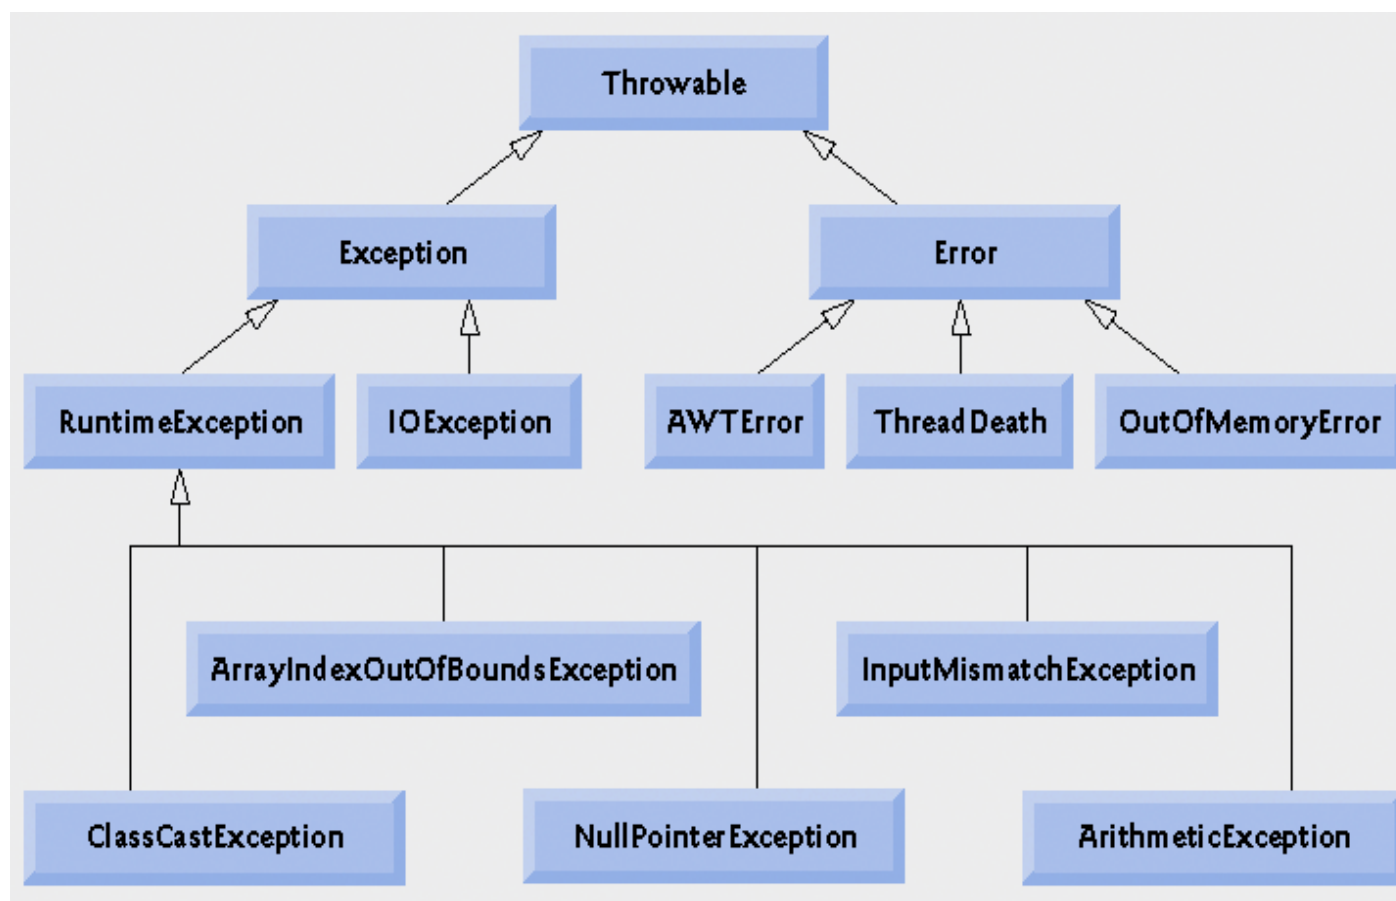 Throwable
Exception
Error
RuntimeException
IOException
AWTError
ThreadDeath
OutOfMemoryError
ArrayIndexOutOfBoundsException
InputMismatchException
ClassCastException
NullPointerException
ArithmeticException